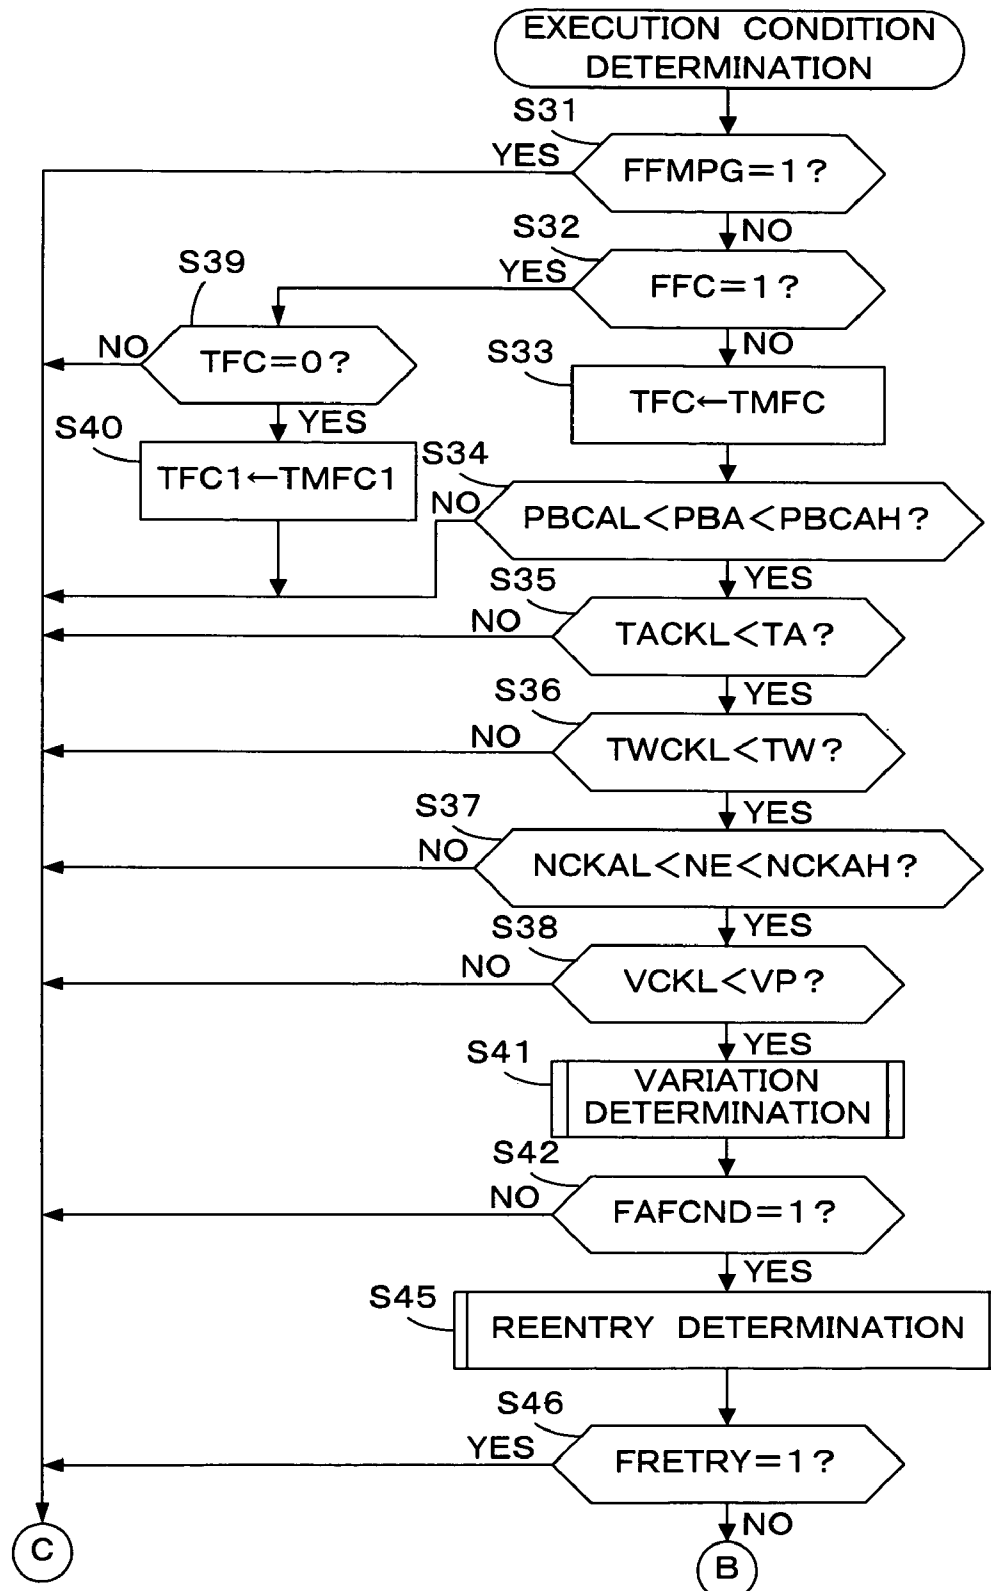 EXECUTION CONDITION
DETERMINATION
S31
YES
FFMPG=1?
NO
S32
YES
FFC=1?
NO
S39
NO
TFC=0?
YES
S33
TFC←TMFC
S40
TFC1←TMFC1
S34
NO
PBCAL<PBA<PBCAH?
YES
S35
NO
TACKL<TA?
YES
S36
NO
TWCKL<TW?
YES
S37
NO
NCKAL<NE<NCKAH?
YES
S38
NO
VCKL<VP?
YES
S41
VARIATION
DETERMINATION
S42
NO
FAFCND=1?
YES
S45
REENTRY DETERMINATION
S46
YES
FRETRY=1?
NO
C
B